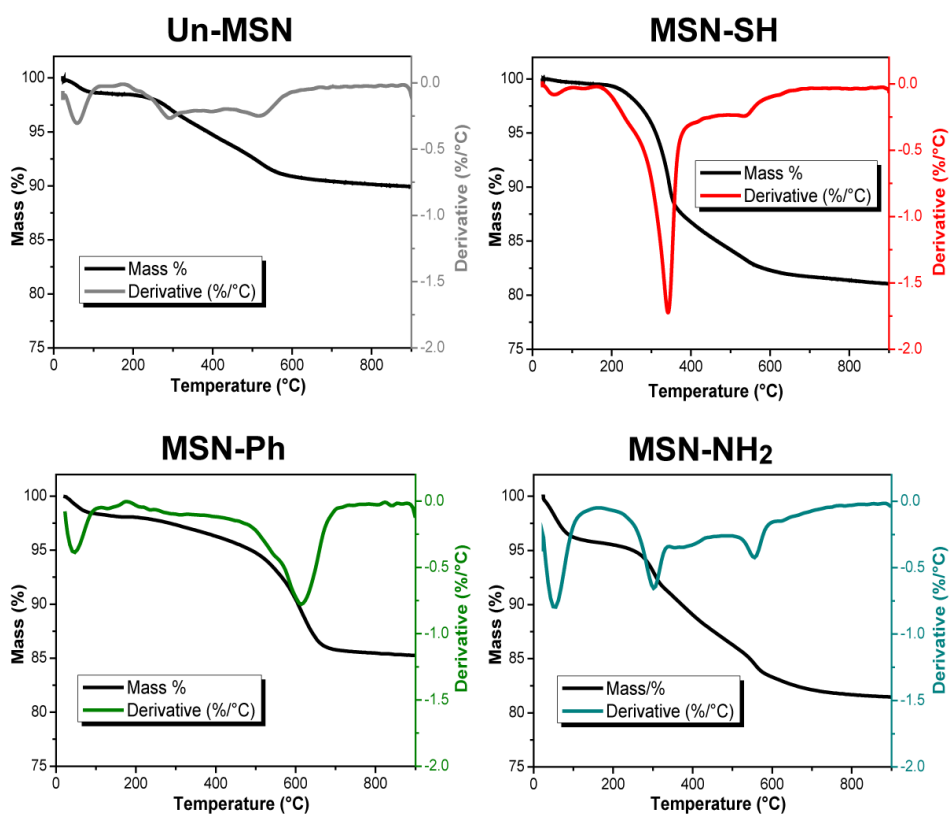 Un-MSN
100
95
90
85
80
75
Mass (%)
0.0
-0.5
-1.0
-1.5
-2.0
Derivative (%/°C)
Mass %
Derivative (%/°C)
0
200
400
600
800
Temperature (°C)
MSN-SH
100
95
90
85
80
75
Mass (%)
0.0
-0.5
-1.0
-1.5
-2.0
Derivative (%/°C)
Mass %
Derivative (%/°C)
0
200
400
600
800
Temperature (°C)
MSN-Ph
100
95
90
85
80
75
Mass (%)
0.0
-0.5
-1.0
-1.5
-2.0
Derivative (%/°C)
Mass %
Derivative (%/°C)
0
200
400
600
800
Temperature (°C)
MSN-NH₂
100
95
90
85
80
75
Mass (%)
0.0
-0.5
-1.0
-1.5
-2.0
Derivative (%/°C)
Mass/%
Derivative (%/°C)
0
200
400
600
800
Temperature (°C)